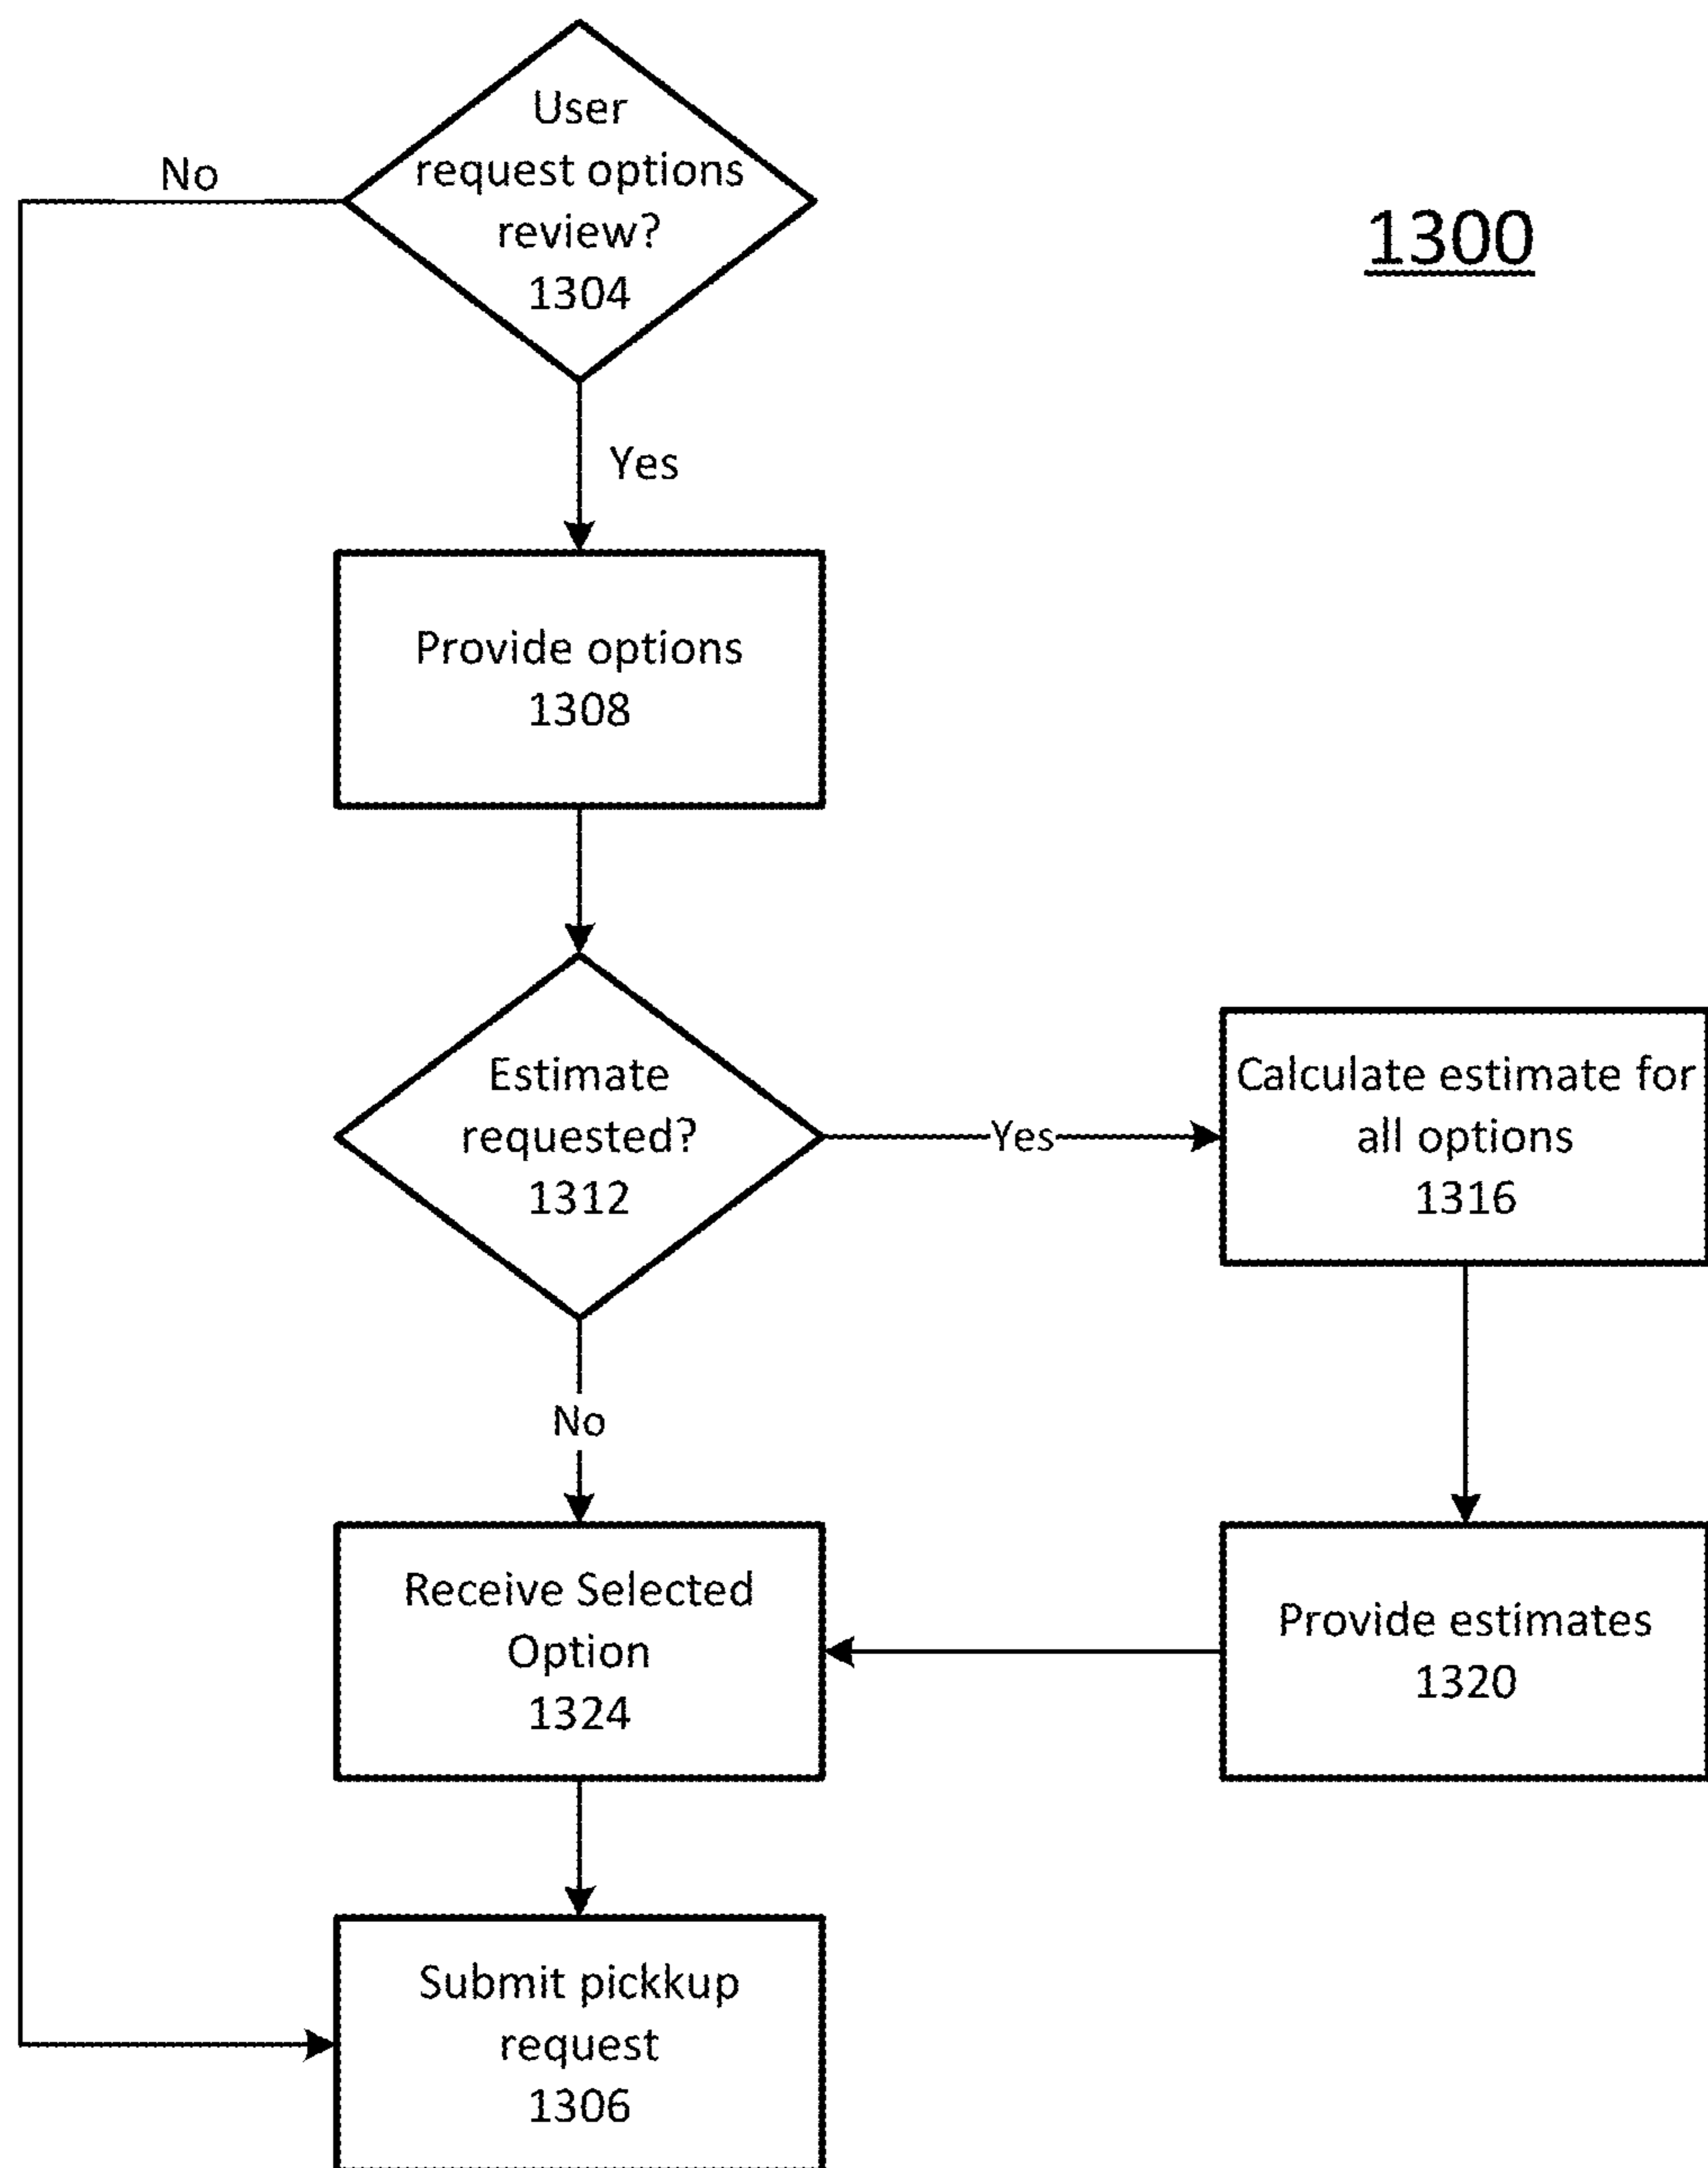 User
request options
review?
1304
No
1300
Yes
Provide options
1308
Estimate
requested?
1312
Yes
Calculate estimate for
all options
1316
No
Receive Selected
Option
1324
Provide estimates
1320
Submit pickkup
request
1306